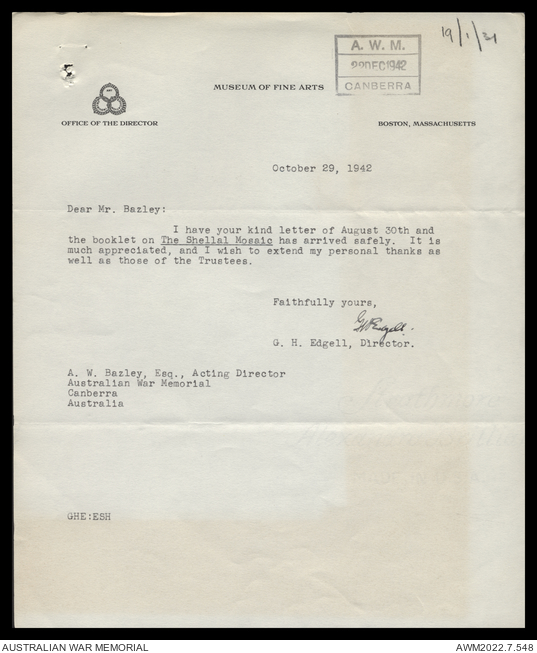 19/1/31
A. W. M.
29DEC1942
CANBERRA
5
MUSEUM OF FINE ARTS
OFFICE OF THE DIRECTOR
BOSTON, MASSACHUSETTS
October 29, 1942
Dear Mr. Bazley:
I have your kind letter of August 30th and
the booklet on The Shellal Mosaic has arrived safely. It is
much appreciated, and I wish to extend my personal thanks as
well as those of the Trustees.
Faithfully yours,
GHEdgell.
G. H. Edgell, Director.
A. W. Bazley, Esq., Acting Director
Australian War Memorial
Canberra
Australia
GHE:ESH
AUSTRALIAN WAR MEMORIAL
AWM2022.7.548